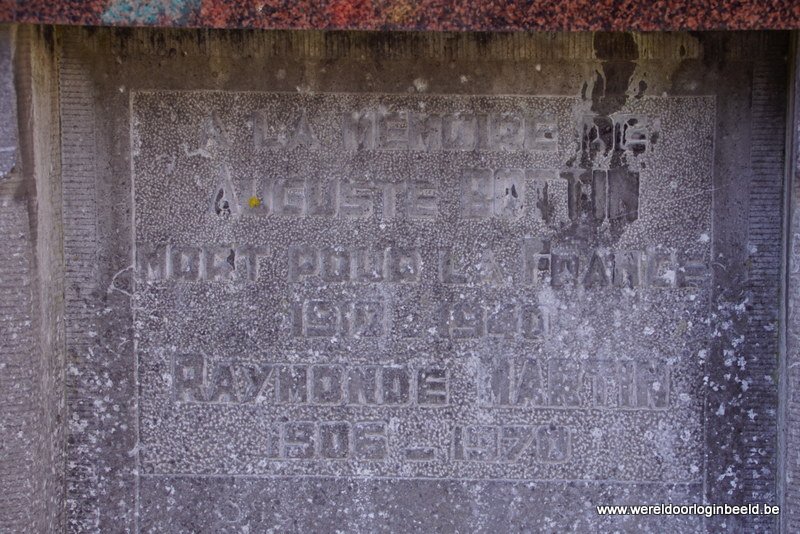 A LA MEMOIRE DE
AUGUSTE
MORT POUR LA FRANCE
1940
RAYMONDE MARTIN
1905 – 1970
www.wereldoorloginbeeld.be